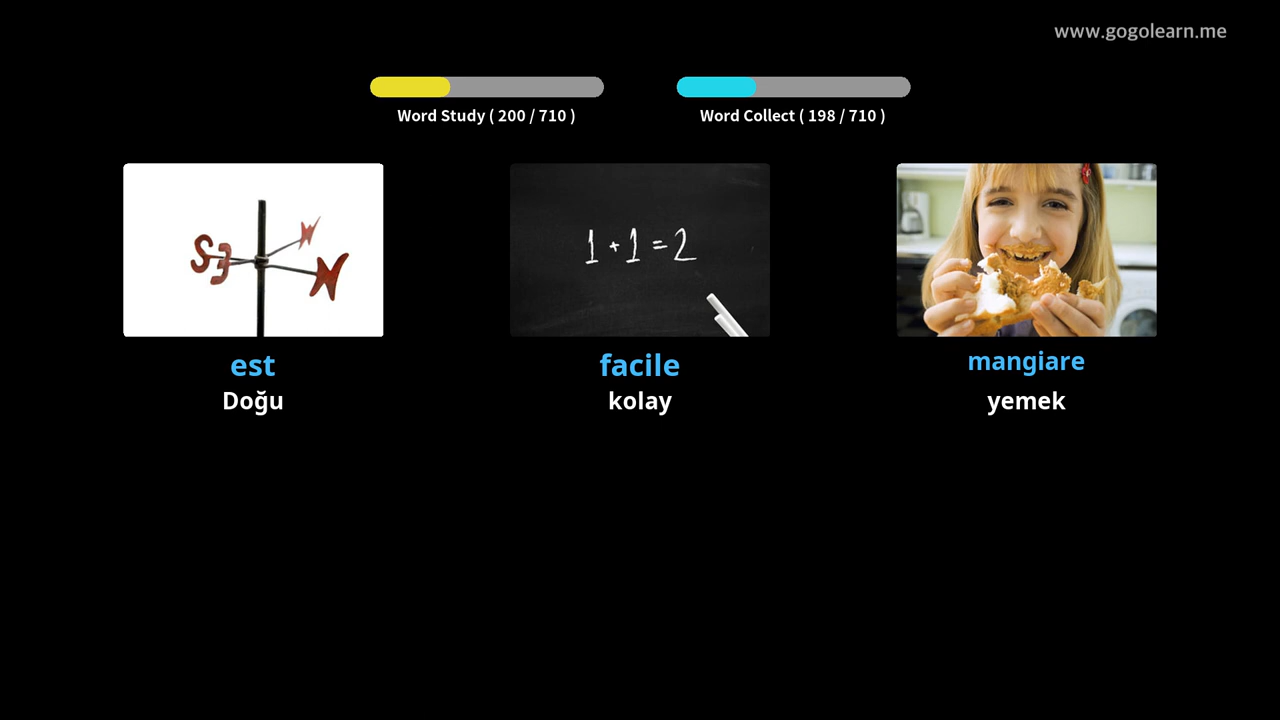 www.gogolearn.me
Word Study ( 200 / 710 )
Word Collect ( 198 / 710 )
S E W N
1 + 1 = 2
est
facile
mangiare
Doğu
kolay
yemek